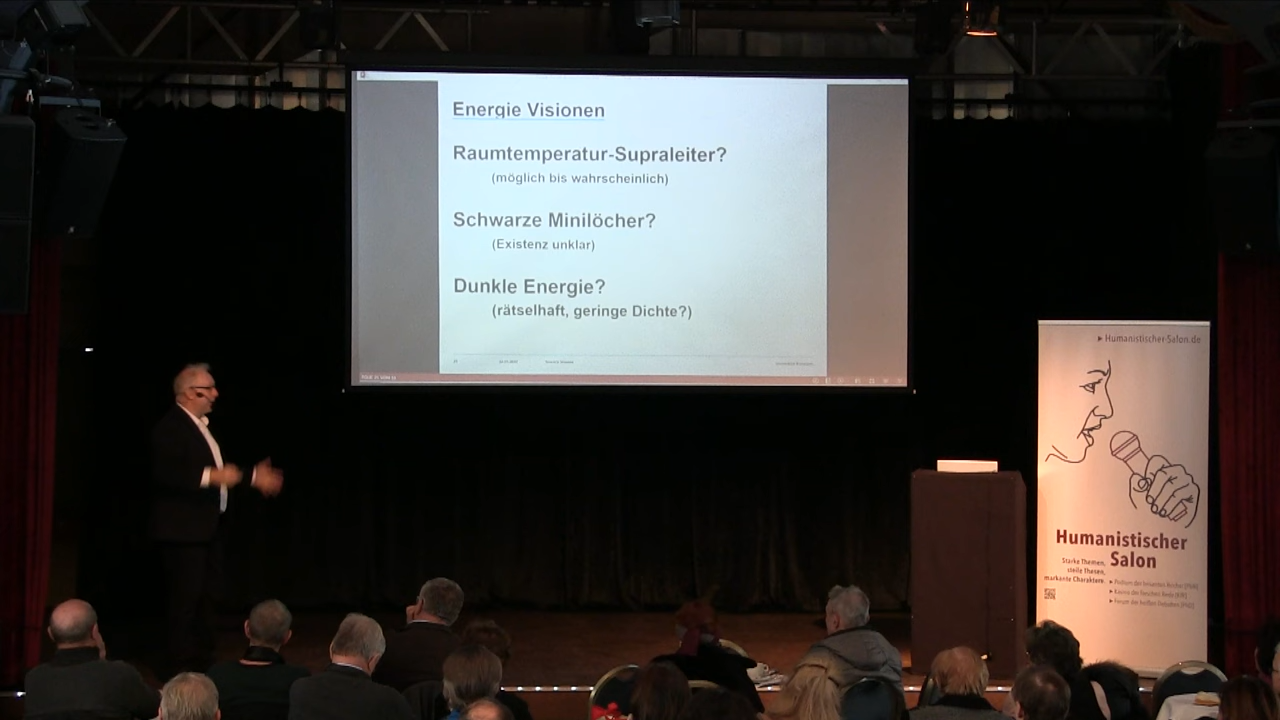 Energie Visionen
Raumtemperatur-Supraleiter?
(möglich bis wahrscheinlich)
Schwarze Minilöcher?
(Existenz unklar)
Dunkle Energie?
(rätselhaft, geringe Dichte?)
▸ Humanistischer-Salon.de
Humanistischer
Salon
Starke Themen,
steile Thesen,
markante Charaktere.